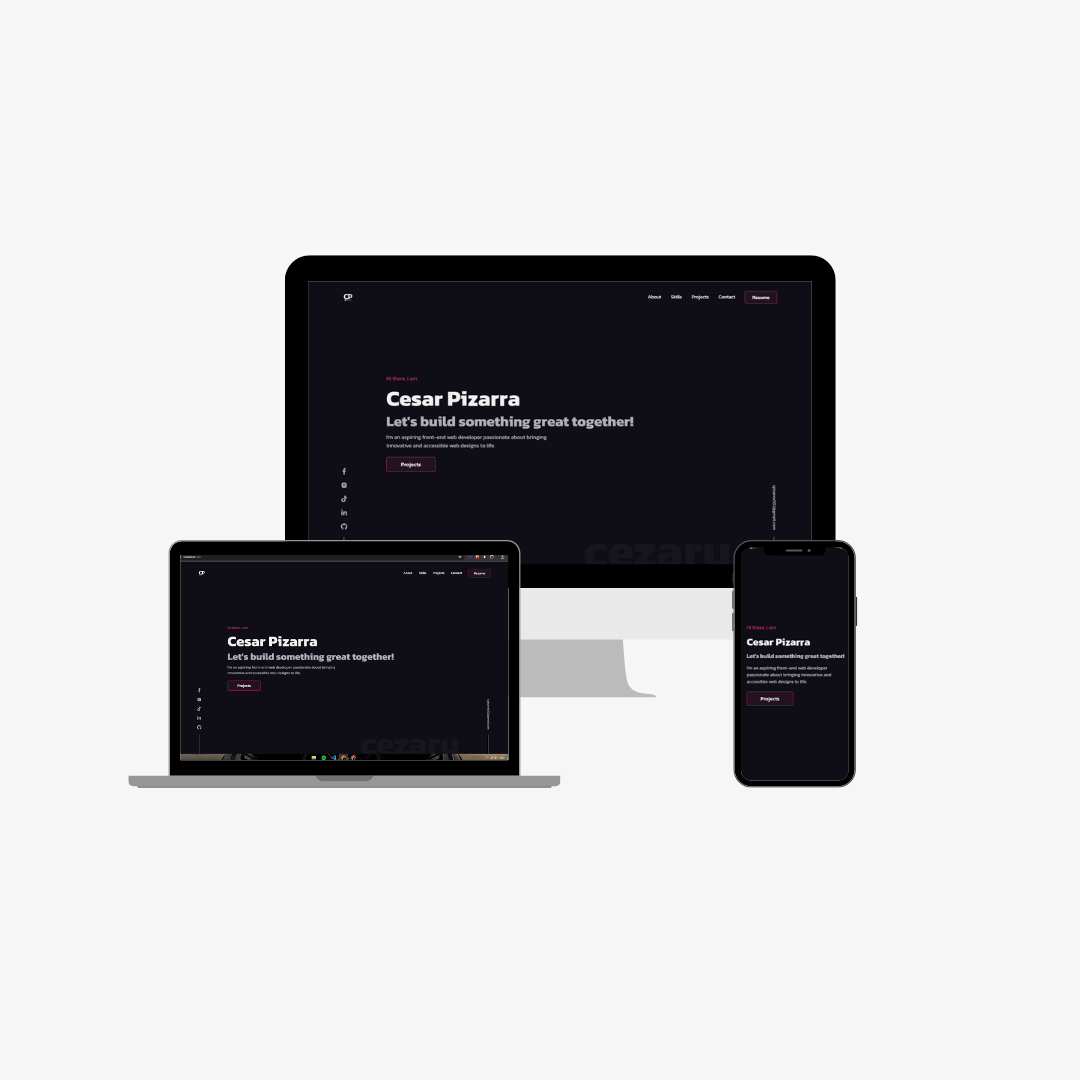 CP
About Skills Projects Contact Resume
Hi there, I am
Cesar Pizarra
Let's build something great together!
I'm an aspiring front-end web developer passionate about bringing
innovative and accessible web designs to life.
Projects
cezaru
CP
About Skills Projects Contact Resume
Hi there, I am
Cesar Pizarra
Let's build something great together!
I'm an aspiring front-end web developer passionate about bringing
innovative and accessible web designs to life.
Projects
cezaru
Hi there, I am
Cesar Pizarra
Let's build something great together!
I'm an aspiring front-end web developer
passionate about bringing innovative and
accessible web designs to life.
Projects